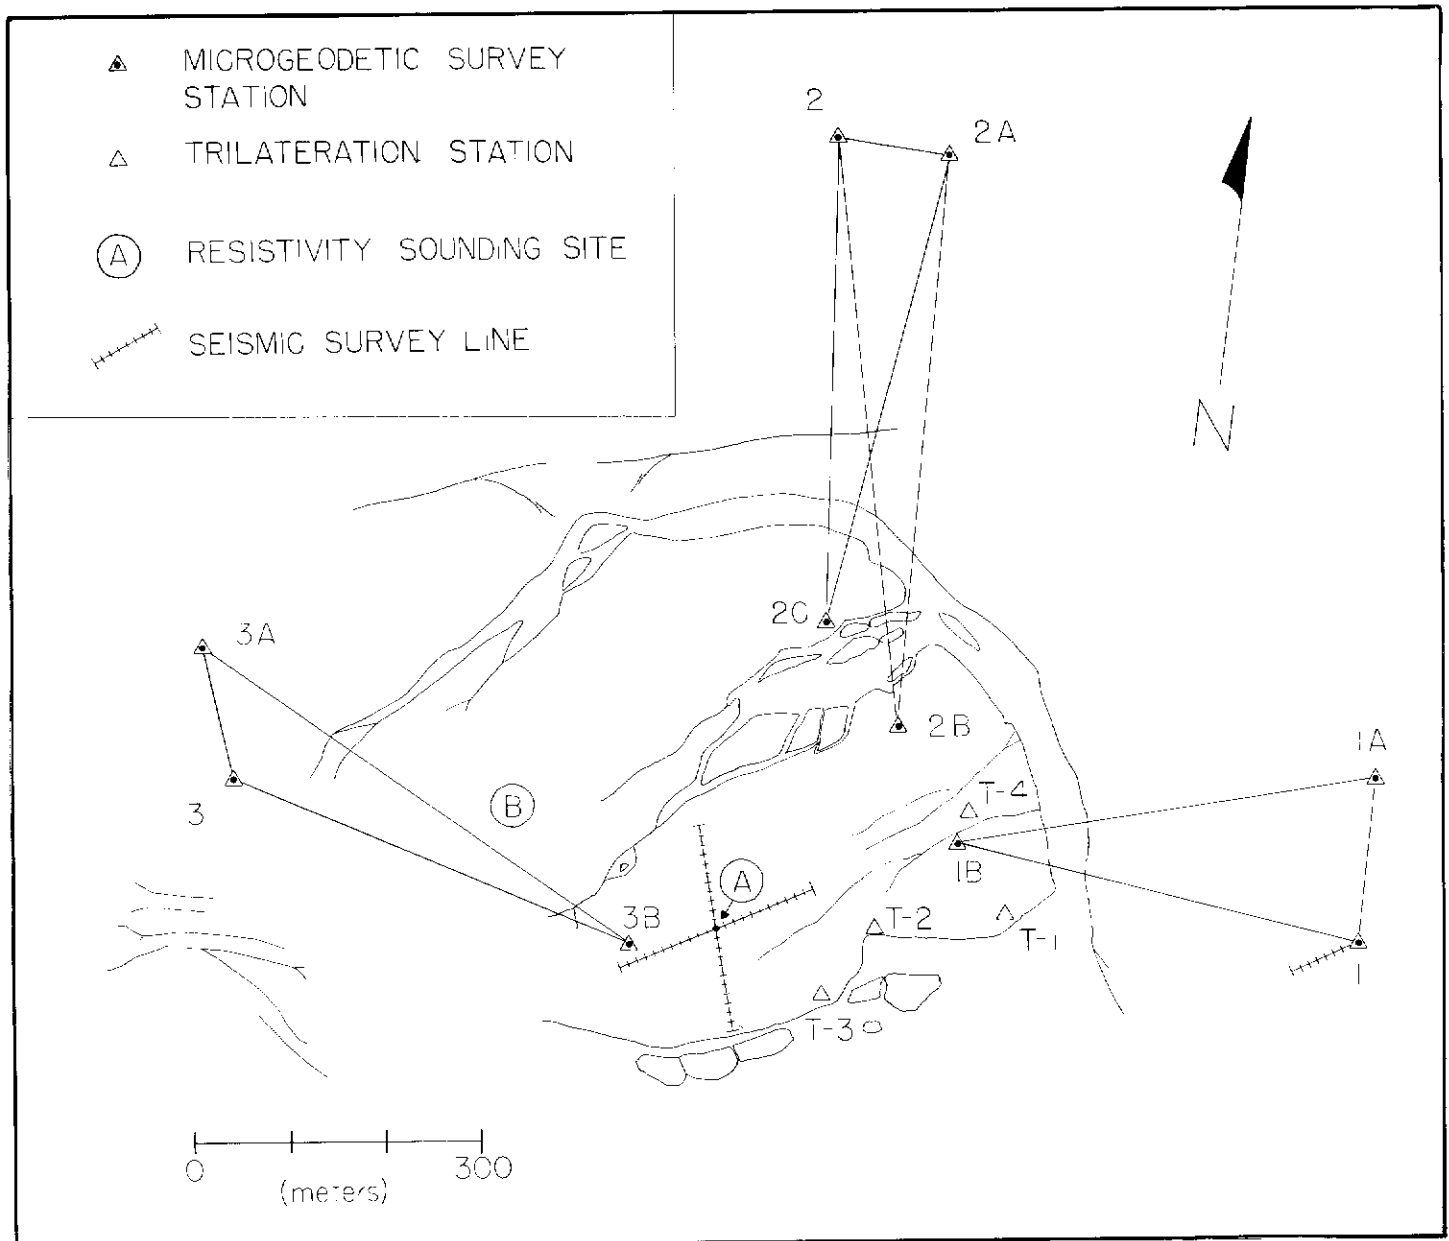 MICROGEODETIC SURVEY
STATION
TRILATERATION STATION
A RESISTIVITY SOUNDING SITE
SEISMIC SURVEY LINE
2
2A
N
2C
3A
2B
1A
3
B
T-4
A
1B
3B
T-2
T-1
1
T-3
0 300
(meters)